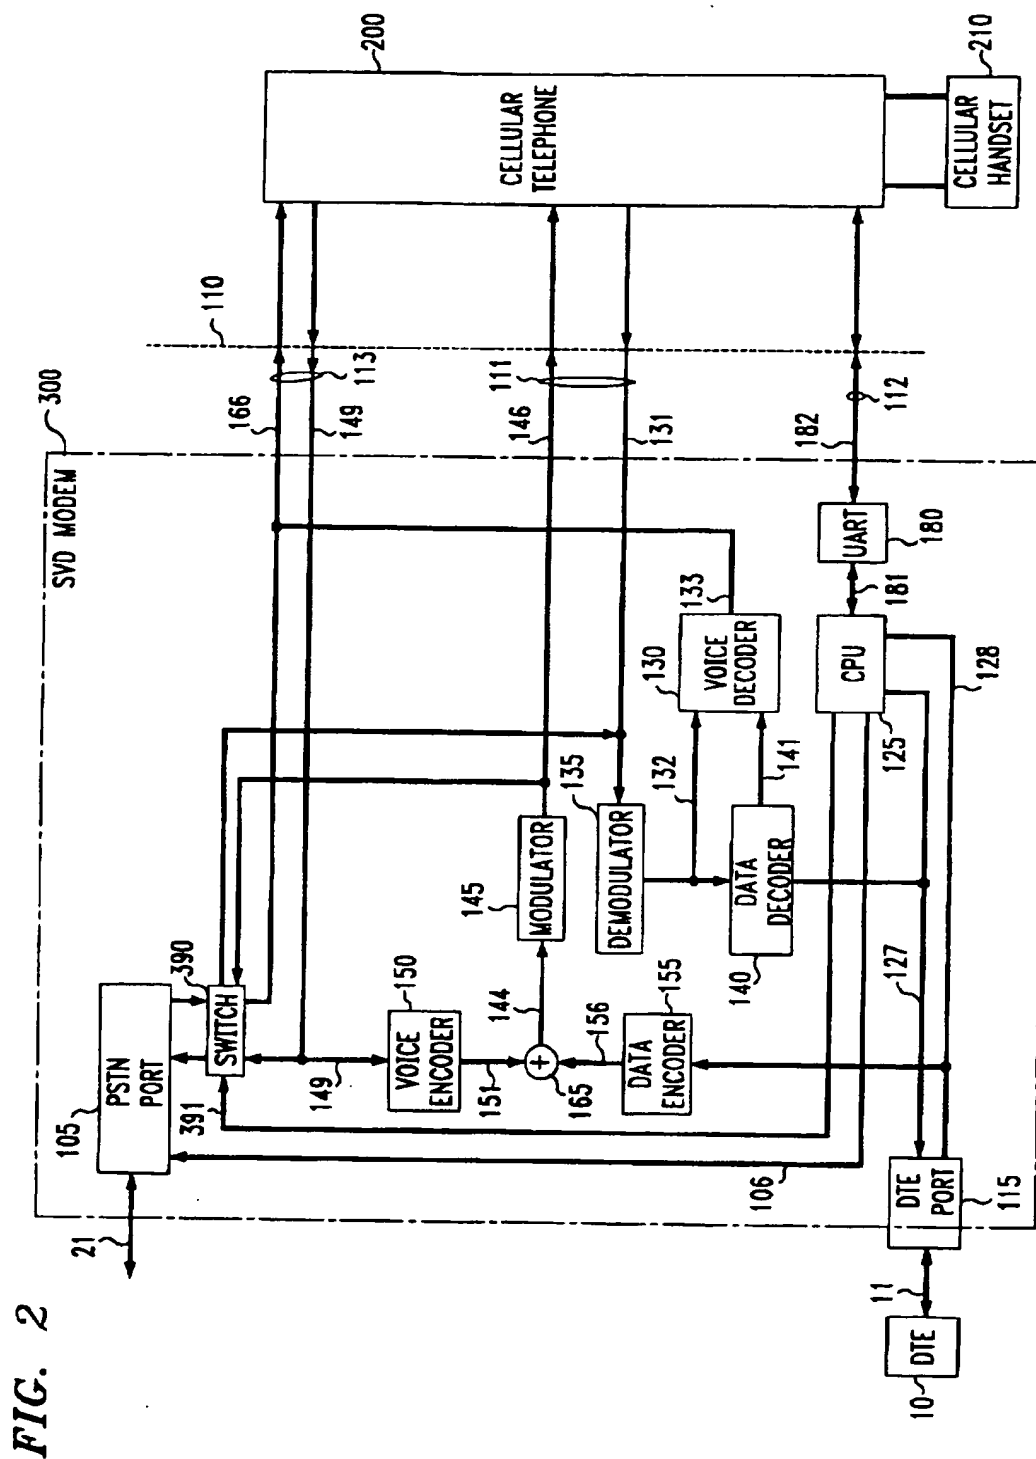 FIG. 2
SVD MODEM
300
110
200
CELLULAR
TELEPHONE
210
CELLULAR
HANDSET
21
105
PSTN
PORT
390
SWITCH
391
149
166
149
113
150
VOICE
ENCODER
151
144
165
156
155
DATA
ENCODER
145
MODULATOR
146
111
135
DEMODULATOR
131
132
130
VOICE
DECODER
133
141
140
DATA
DECODER
106
125
CPU
181
UART
180
182
112
127
128
10
DTE
11
DTE
PORT
115